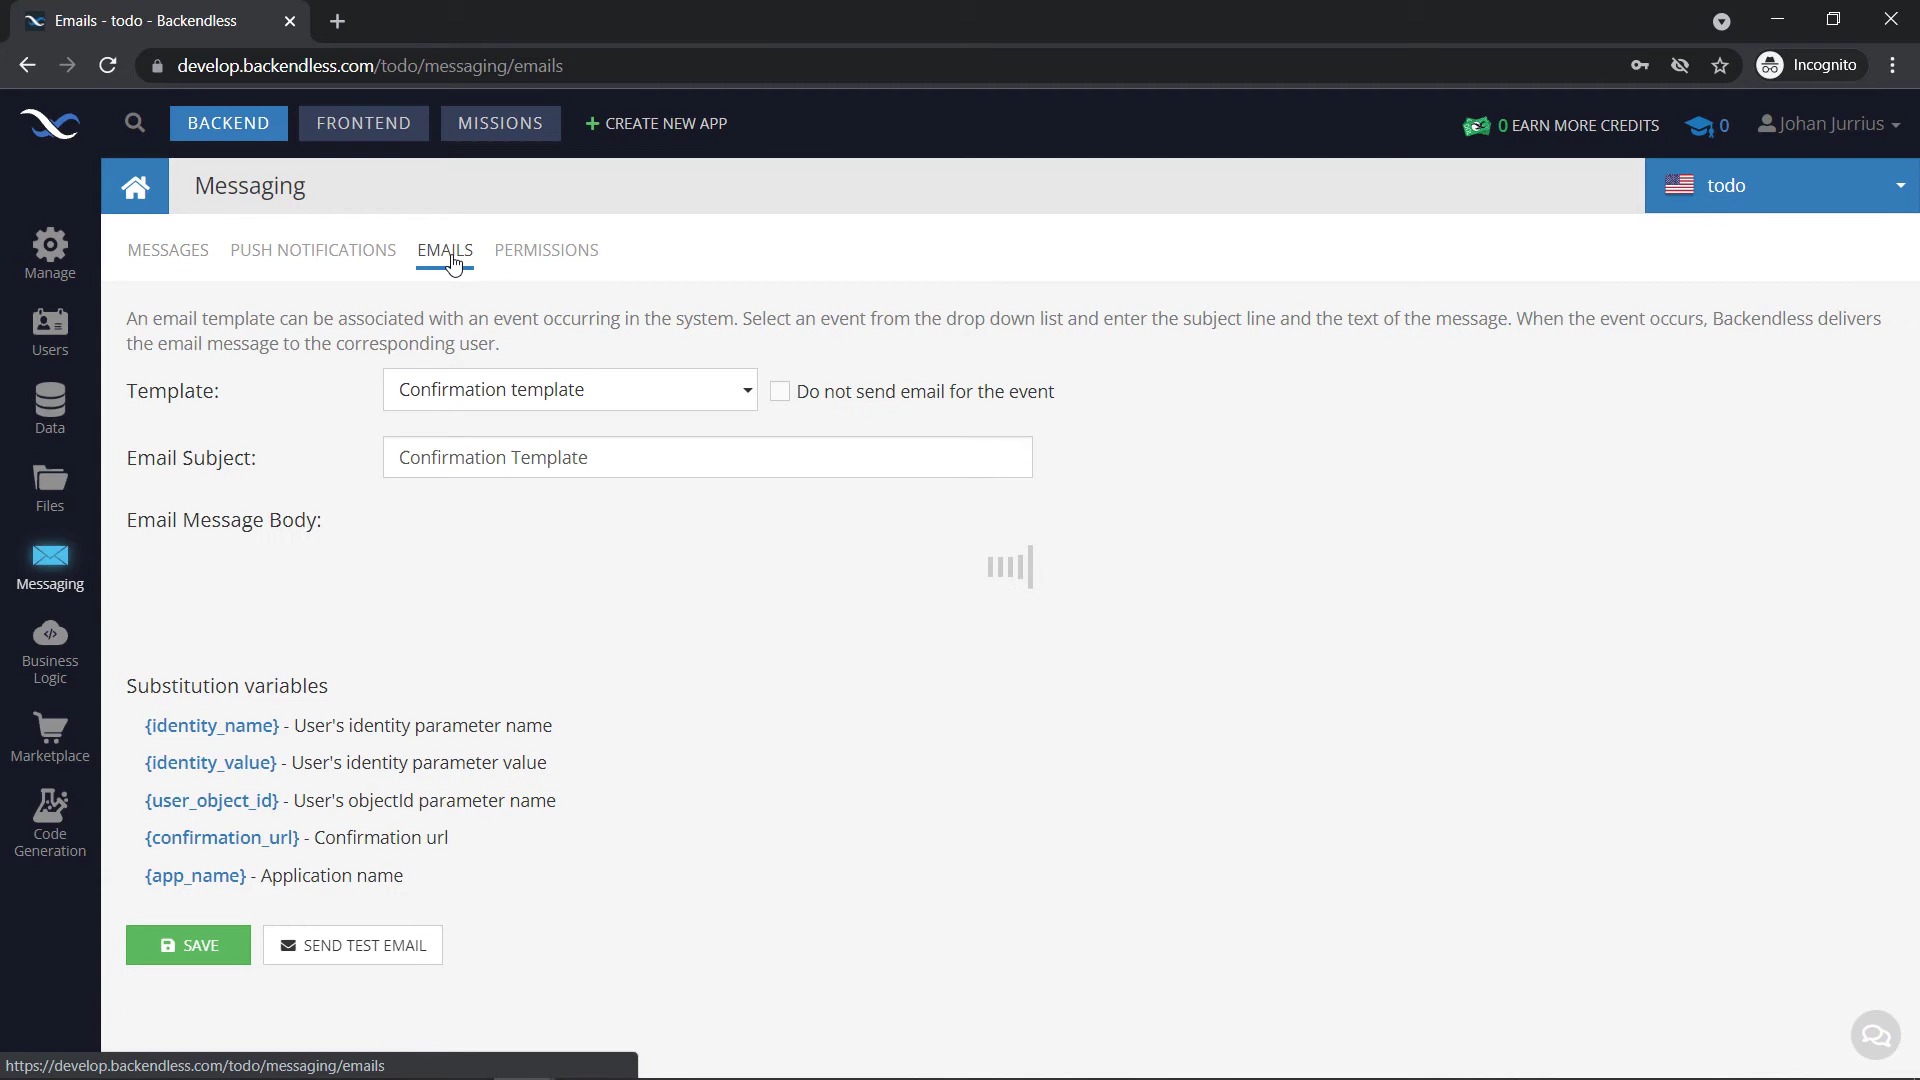 Emails - todo - Backendless
develop.backendless.com/todo/messaging/emails
Incognito
BACKEND
FRONTEND
MISSIONS
+ CREATE NEW APP
0 EARN MORE CREDITS
0
Johan Jurrius
Messaging
todo
Manage
Users
Data
Files
Messaging
Business
Logic
Marketplace
Code
Generation
MESSAGES
PUSH NOTIFICATIONS
EMAILS
PERMISSIONS
An email template can be associated with an event occurring in the system. Select an event from the drop down list and enter the subject line and the text of the message. When the event occurs, Backendless delivers
the email message to the corresponding user.
Template:
Confirmation template
Do not send email for the event
Email Subject:
Confirmation Template
Email Message Body:
Substitution variables
{identity_name} - User's identity parameter name
{identity_value} - User's identity parameter value
{user_object_id} - User's objectId parameter name
{confirmation_url} - Confirmation url
{app_name} - Application name
SAVE
SEND TEST EMAIL
https://develop.backendless.com/todo/messaging/emails